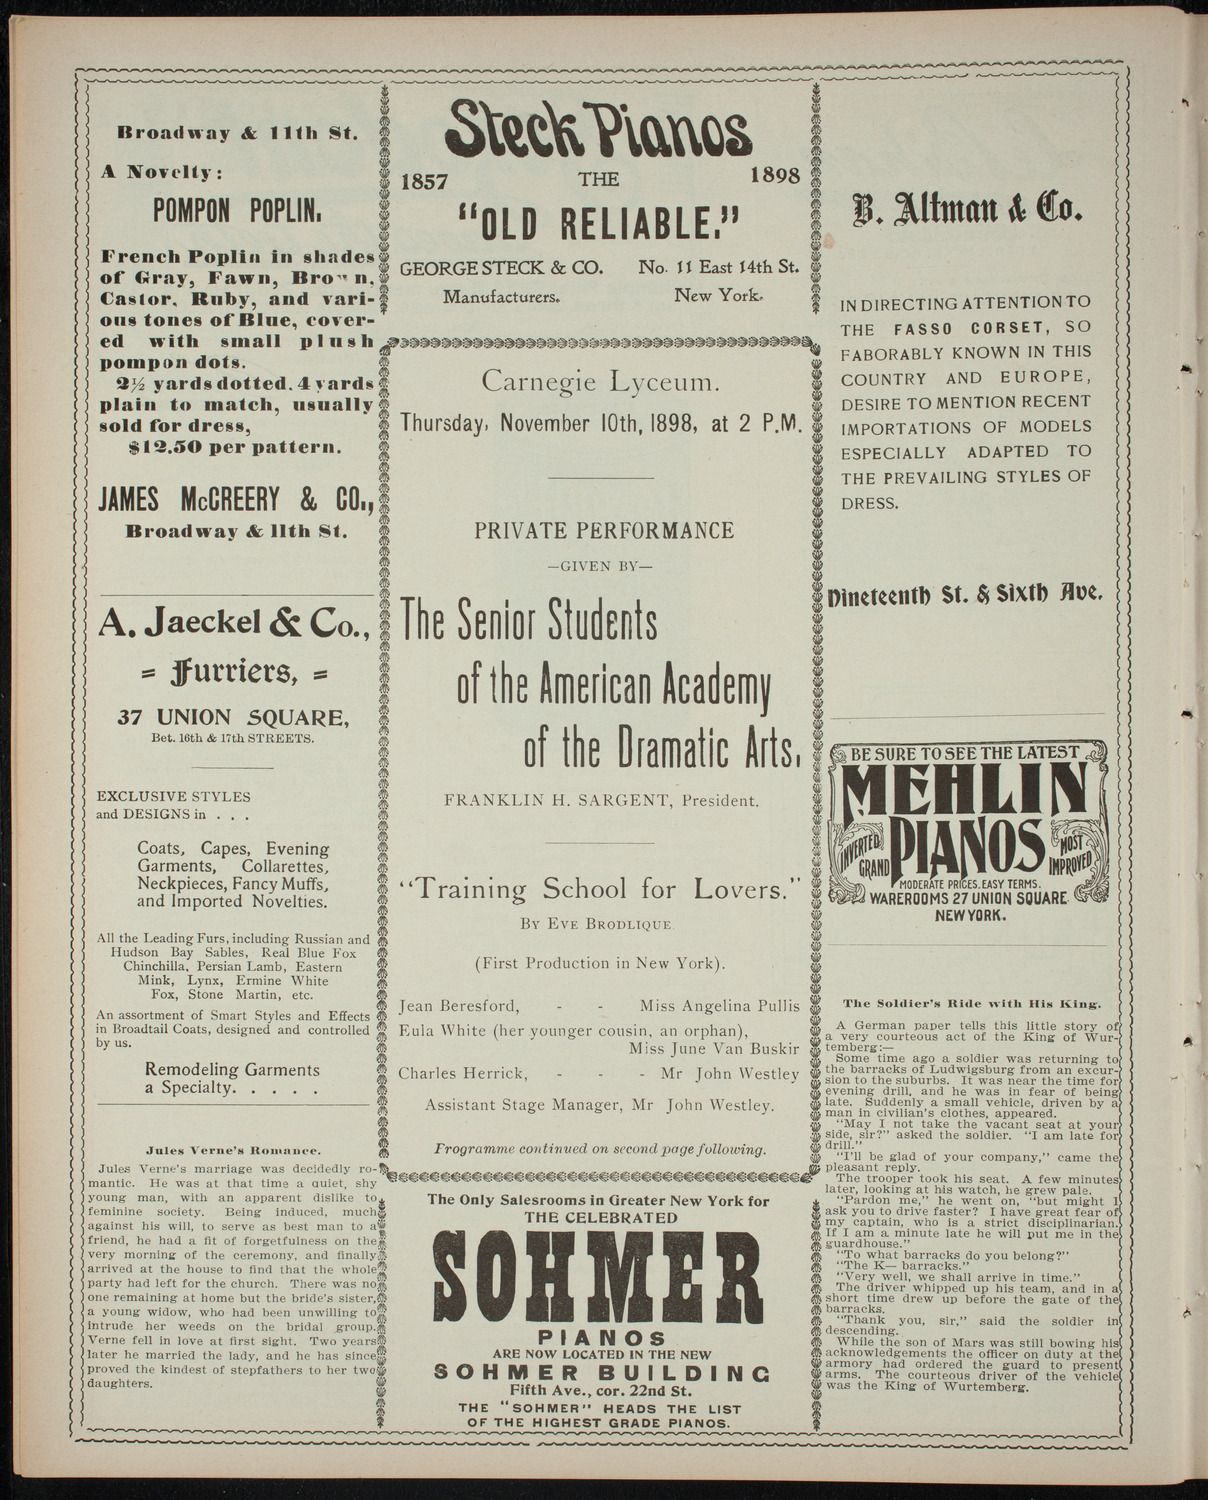 Broadway & 11th St.
A Novelty:
POMPON POPLIN.
French Poplin in shades
of Gray, Fawn, Brown,
Castor, Ruby, and vari-
ous tones of Blue, cover-
ed with small plush
pompon dots.
2½ yards dotted, 4 yards
plain to match, usually
sold for dress,
$12.50 per pattern.
JAMES McCREERY & CO.,
Broadway & 11th St.
A. Jaeckel & Co.,
= Furriers, =
37 UNION SQUARE,
Bet. 16th & 17th STREETS.
EXCLUSIVE STYLES
and DESIGNS in . . .
Coats, Capes, Evening
Garments, Collarettes,
Neckpieces, Fancy Muffs,
and Imported Novelties.
All the Leading Furs, including Russian and
Hudson Bay Sables, Real Blue Fox
Chinchilla, Persian Lamb, Eastern
Mink, Lynx, Ermine White
Fox, Stone Martin, etc.
An assortment of Smart Styles and Effects
in Broadtail Coats, designed and controlled
by us.
Remodeling Garments
a Specialty. . . . .
Jules Verne's Romance.
Jules Verne's marriage was decidedly ro-
mantic. He was at that time a quiet, shy
young man, with an apparent dislike to
feminine society. Being induced, much
against his will, to serve as best man to a
friend, he had a fit of forgetfulness on the
very morning of the ceremony, and finally
arrived at the house to find that the whole
party had left for the church. There was no
one remaining at home but the bride's sister,
a young widow, who had been unwilling to
intrude her weeds on the bridal group.
Verne fell in love at first sight. Two years
later he married the lady, and he has since
proved the kindest of stepfathers to her two
daughters.
Steck Pianos
1857 THE 1898
"OLD RELIABLE."
GEORGE STECK & CO. No. 11 East 14th St.
Manufacturers. New York.
Carnegie Lyceum.
Thursday, November 10th, 1898, at 2 P.M.
PRIVATE PERFORMANCE
—GIVEN BY—
The Senior Students
of the American Academy
of the Dramatic Arts,
FRANKLIN H. SARGENT, President.
"Training School for Lovers."
BY EVE BRODLIQUE
(First Production in New York).
Jean Beresford, - - Miss Angelina Pullis
Eula White (her younger cousin, an orphan),
Miss June Van Buskir
Charles Herrick, - - - Mr John Westley
Assistant Stage Manager, Mr John Westley.
Programme continued on second page following.
The Only Salesrooms in Greater New York for
THE CELEBRATED
SOHMER
PIANOS
ARE NOW LOCATED IN THE NEW
SOHMER BUILDING
Fifth Ave., cor. 22nd St.
THE "SOHMER" HEADS THE LIST
OF THE HIGHEST GRADE PIANOS.
B. Altman & Co.
IN DIRECTING ATTENTION TO
THE FASSO CORSET, SO
FABORABLY KNOWN IN THIS
COUNTRY AND EUROPE,
DESIRE TO MENTION RECENT
IMPORTATIONS OF MODELS
ESPECIALLY ADAPTED TO
THE PREVAILING STYLES OF
DRESS.
Nineteenth St. & Sixth Ave.
BE SURE TO SEE THE LATEST
MEHLIN
PIANOS
INVERTED GRAND
MOST IMPROVED
MODERATE PRICES. EASY TERMS.
WAREROOMS 27 UNION SQUARE
NEW YORK.
The Soldier's Ride with His King.
A German paper tells this little story of
a very courteous act of the King of Wur-
temberg:—
Some time ago a soldier was returning to
the barracks of Ludwigsburg from an excur-
sion to the suburbs. It was near the time for
evening drill, and he was in fear of being
late. Suddenly a small vehicle, driven by a
man in civilian's clothes, appeared.
"May I not take the vacant seat at your
side, sir?" asked the soldier. "I am late for
drill."
"I'll be glad of your company," came the
pleasant reply.
The trooper took his seat. A few minutes
later, looking at his watch, he grew pale.
"Pardon me," he went on, "but might I
ask you to drive faster? I have great fear of
my captain, who is a strict disciplinarian.
If I am a minute late he will put me in the
guardhouse."
"To what barracks do you belong?"
"The K— barracks."
"Very well, we shall arrive in time."
The driver whipped up his team, and in a
short time drew up before the gate of the
barracks.
"Thank you, sir," said the soldier in
descending.
While the son of Mars was still bowing his
acknowledgements the officer on duty at the
armory had ordered the guard to present
arms. The courteous driver of the vehicle
was the King of Wurtemberg.